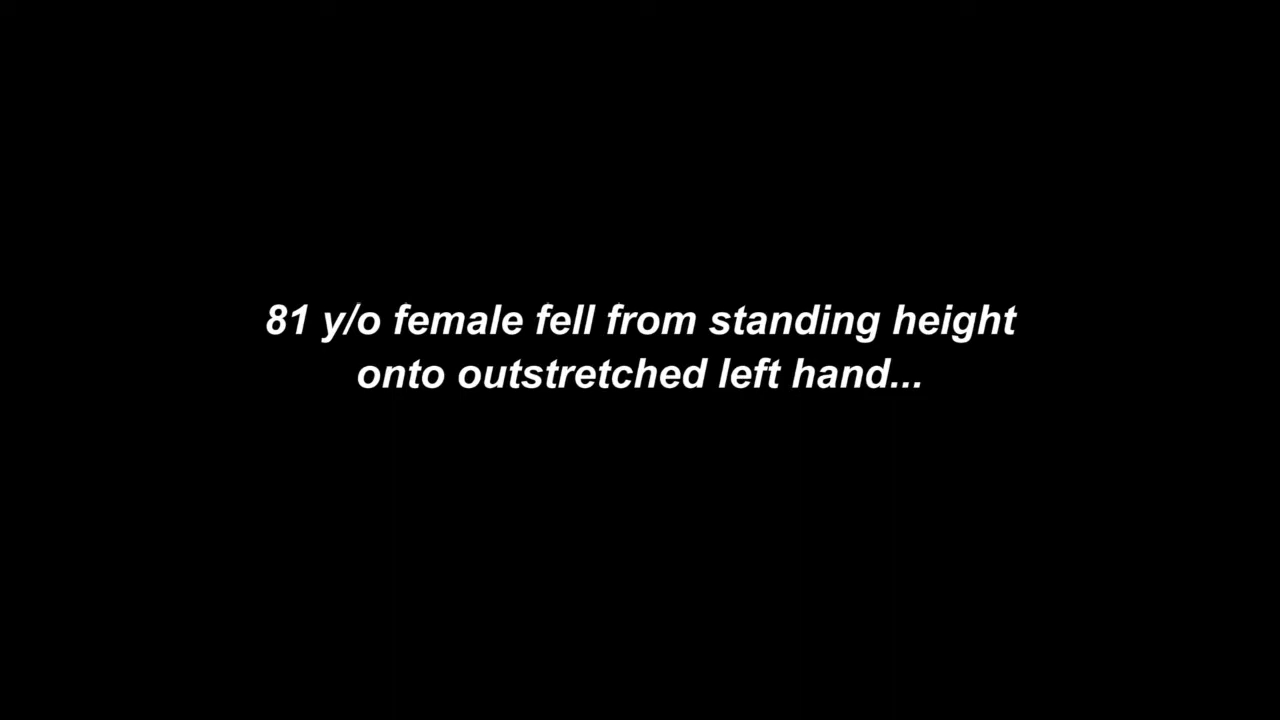 81 y/o female fell from standing height
onto outstretched left hand...